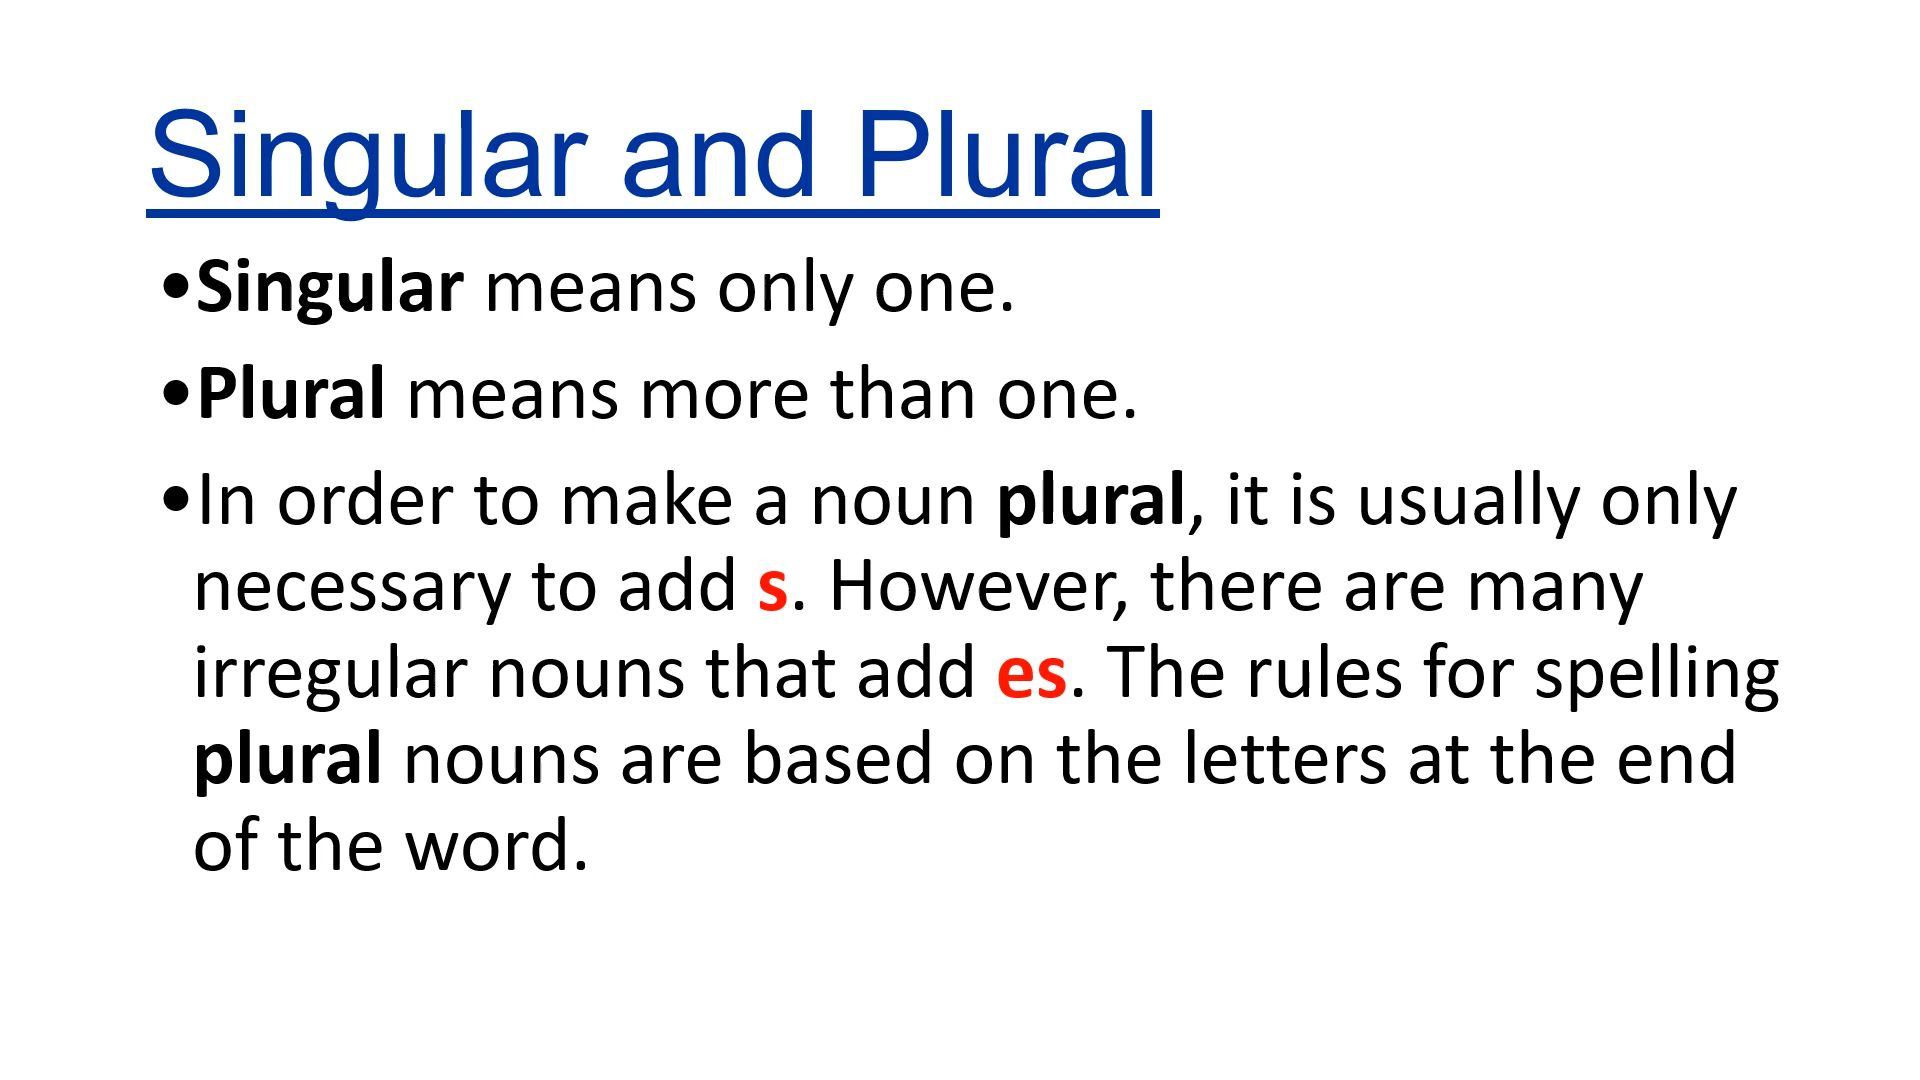 Singular and Plural
•Singular means only one.
•Plural means more than one.
•In order to make a noun plural, it is usually only
necessary to add s. However, there are many
irregular nouns that add es. The rules for spelling
plural nouns are based on the letters at the end
of the word.